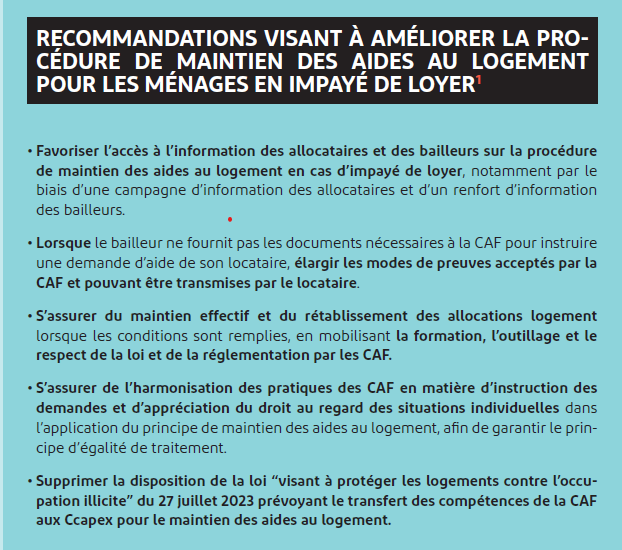 RECOMMANDATIONS VISANT À AMÉLIORER LA PRO-
CÉDURE DE MAINTIEN DES AIDES AU LOGEMENT
POUR LES MÉNAGES EN IMPAYÉ DE LOYER1
• Favoriser l’accès à l’information des allocataires et des bailleurs sur la procédure
de maintien des aides au logement en cas d’impayé de loyer, notamment par le
biais d’une campagne d’information des allocataires et d’un renfort d’information
des bailleurs.
• Lorsque le bailleur ne fournit pas les documents nécessaires à la CAF pour instruire
une demande d’aide de son locataire, élargir les modes de preuves acceptés par la
CAF et pouvant être transmises par le locataire.
• S’assurer du maintien effectif et du rétablissement des allocations logement
lorsque les conditions sont remplies, en mobilisant la formation, l’outillage et le
respect de la loi et de la réglementation par les CAF.
• S’assurer de l’harmonisation des pratiques des CAF en matière d’instruction des
demandes et d’appréciation du droit au regard des situations individuelles dans
l’application du principe de maintien des aides au logement, afin de garantir le prin-
cipe d’égalité de traitement.
• Supprimer la disposition de la loi “visant à protéger les logements contre l’occu-
pation illicite” du 27 juillet 2023 prévoyant le transfert des compétences de la CAF
aux Ccapex pour le maintien des aides au logement.